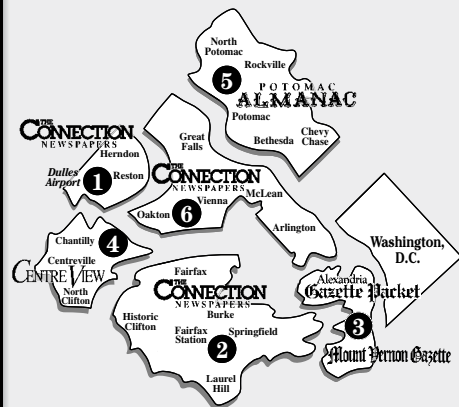 North
Potomac
Rockville
5
POTOMAC
ALMANAC
Potomac
Bethesda
Chevy
Chase
THE
CONNECTION
NEWSPAPERS
Herndon
Dulles
Airport
1
Reston
Great
Falls
THE
CONNECTION
NEWSPAPERS
McLean
Vienna
Oakton
6
Arlington
Chantilly
4
Centreville
CENTRE VIEW
North
Clifton
Washington,
D.C.
Fairfax
THE
CONNECTION
NEWSPAPERS
Burke
Historic
Clifton
Fairfax
Station
Springfield
2
Laurel
Hill
Alexandria
Gazette Packet
3
Mount Vernon Gazette